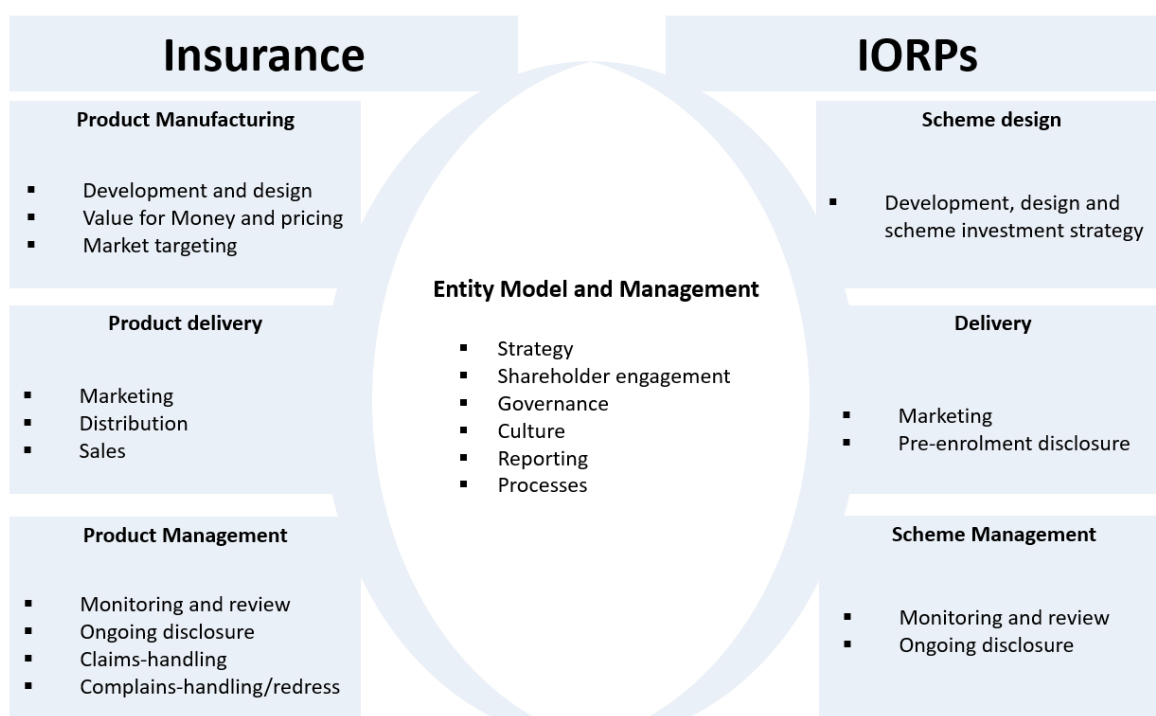 Insurance
Product Manufacturing
▪ Development and design
▪ Value for Money and pricing
▪ Market targeting
Product delivery
▪ Marketing
▪ Distribution
▪ Sales
Product Management
▪ Monitoring and review
▪ Ongoing disclosure
▪ Claims-handling
▪ Complains-handling/redress
Entity Model and Management
▪ Strategy
▪ Shareholder engagement
▪ Governance
▪ Culture
▪ Reporting
▪ Processes
IORPs
Scheme design
▪ Development, design and
scheme investment strategy
Delivery
▪ Marketing
▪ Pre-enrolment disclosure
Scheme Management
▪ Monitoring and review
▪ Ongoing disclosure